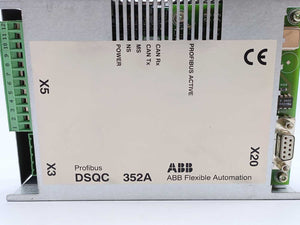 PROFIBUS ACTIVE
CAN Rx
CAN Tx
MS
NS
POWER
CE
X5
X3
X20
Profibus
DSQC 352A
ABB
ABB Flexible Automation